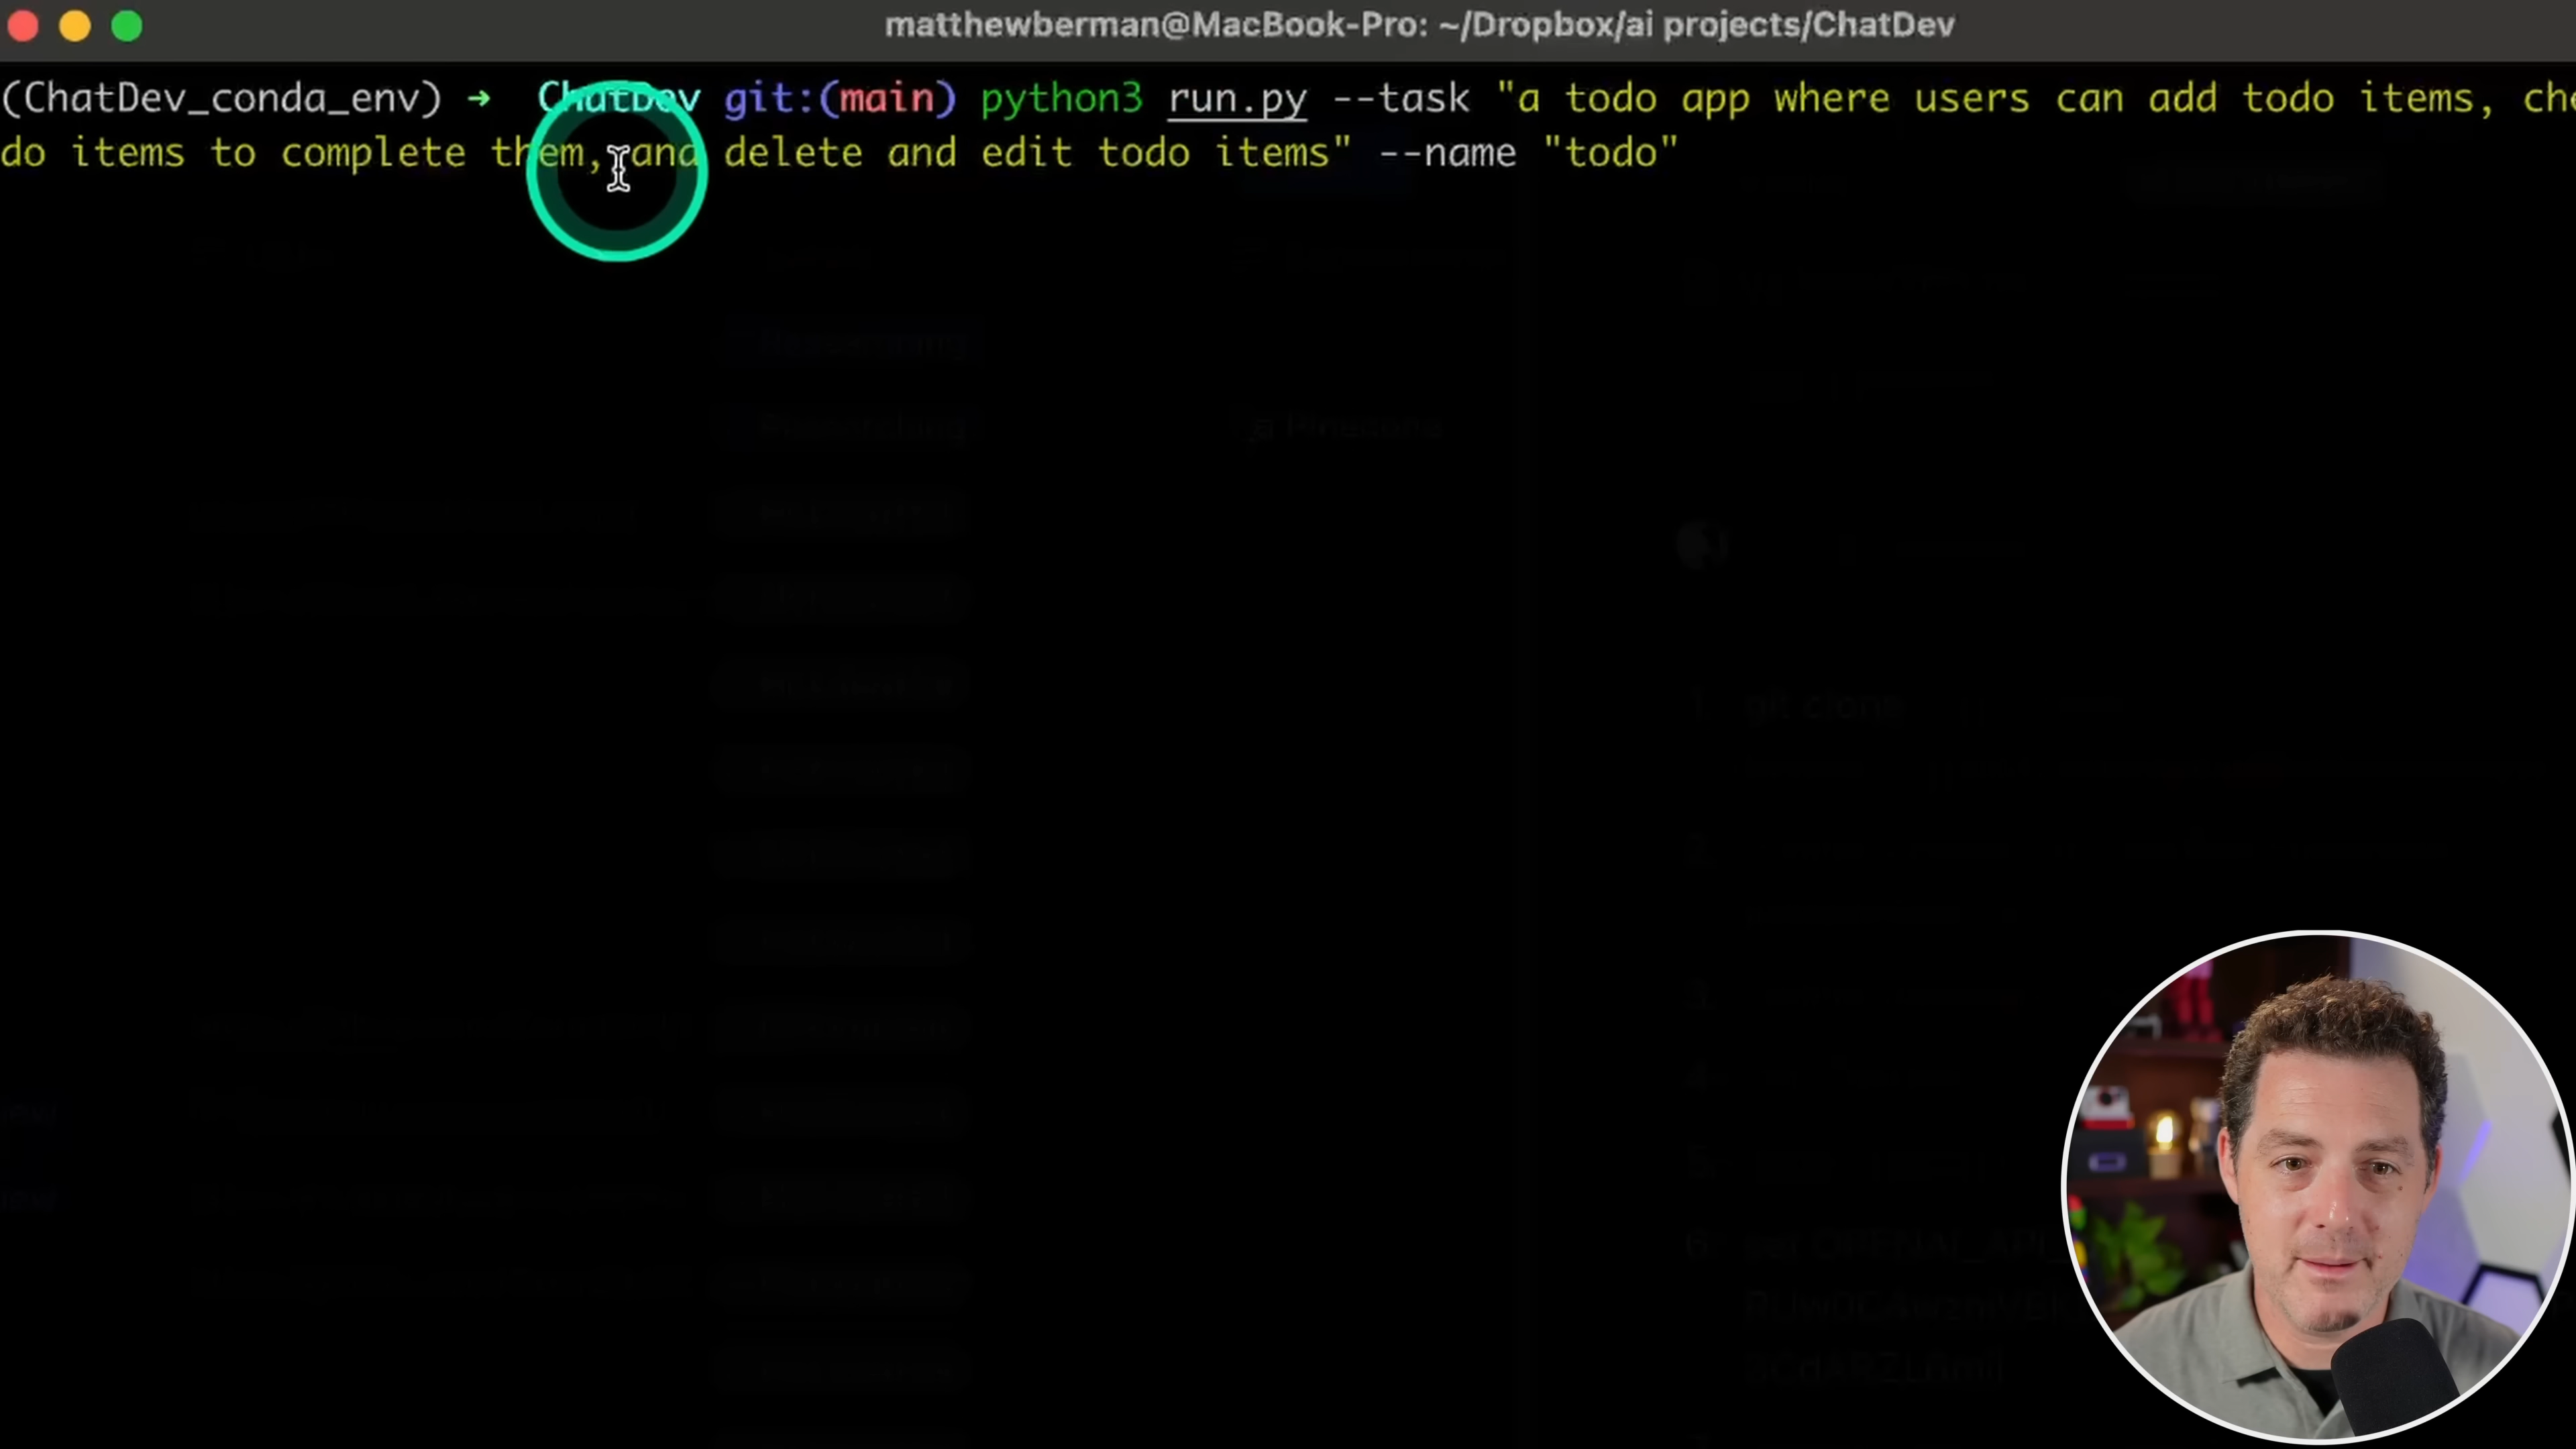 matthewberman@MacBook-Pro: ~/Dropbox/ai projects/ChatDev
(ChatDev_conda_env) ➜ ChatDev git:(main) python3 run.py --task "a todo app where users can add todo items, che
do items to complete them, and delete and edit todo items" --name "todo"